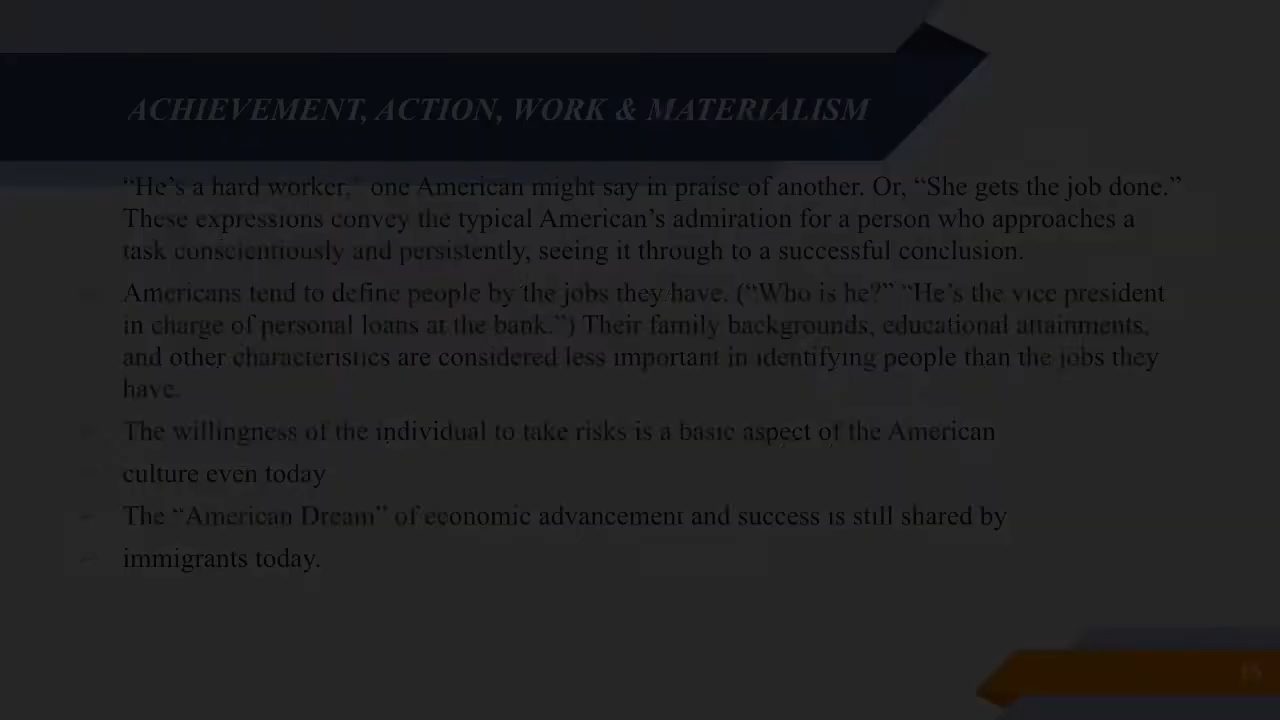 ACHIEVEMENT, ACTION, WORK & MATERIALISM
“He’s a hard worker,” one American might say in praise of another. Or, “She gets the job done.”
These expressions convey the typical American’s admiration for a person who approaches a
task conscientiously and persistently, seeing it through to a successful conclusion.
Americans tend to define people by the jobs they have. (“Who is he?” “He’s the vice president
in charge of personal loans at the bank.”) Their family backgrounds, educational attainments,
and other characteristics are considered less important in identifying people than the jobs they
have.
The willingness of the individual to take risks is a basic aspect of the American
culture even today
The “American Dream” of economic advancement and success is still shared by
immigrants today.